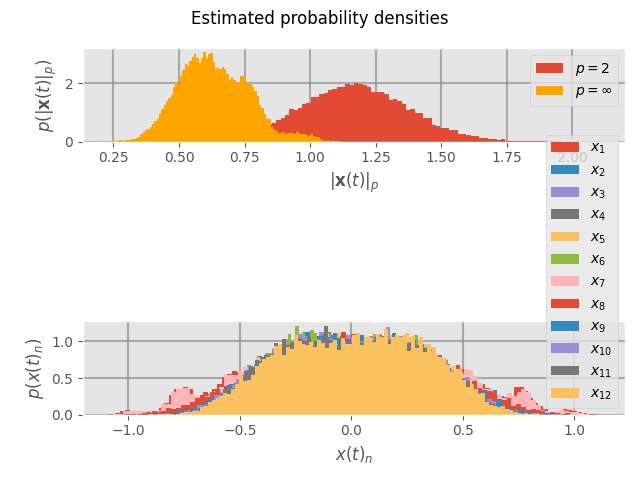 Estimated probability densities
p(|x(t)|ₚ)
2
0
p = 2
p = ∞
0.25 0.50 0.75 1.00 1.25 1.50 1.75 2.00
|x(t)|ₚ
x₁
x₂
x₃
x₄
x₅
x₆
x₇
x₈
x₉
x₁₀
x₁₁
x₁₂
p(x(t)ₙ)
1.0
0.5
0.0
−1.0 −0.5 0.0 0.5 1.0
x(t)ₙ